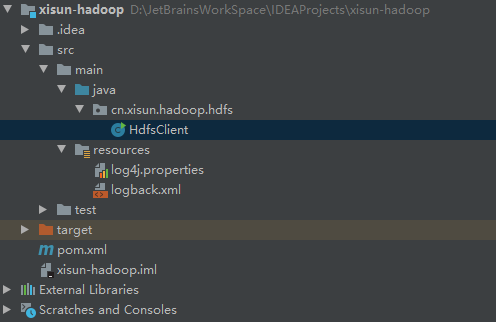 xisun-hadoop D:\JetBrainsWorkSpace\IDEAProjects\xisun-hadoop
.idea
src
main
java
cn.xisun.hadoop.hdfs
HdfsClient
resources
log4j.properties
logback.xml
test
target
pom.xml
xisun-hadoop.iml
External Libraries
Scratches and Consoles